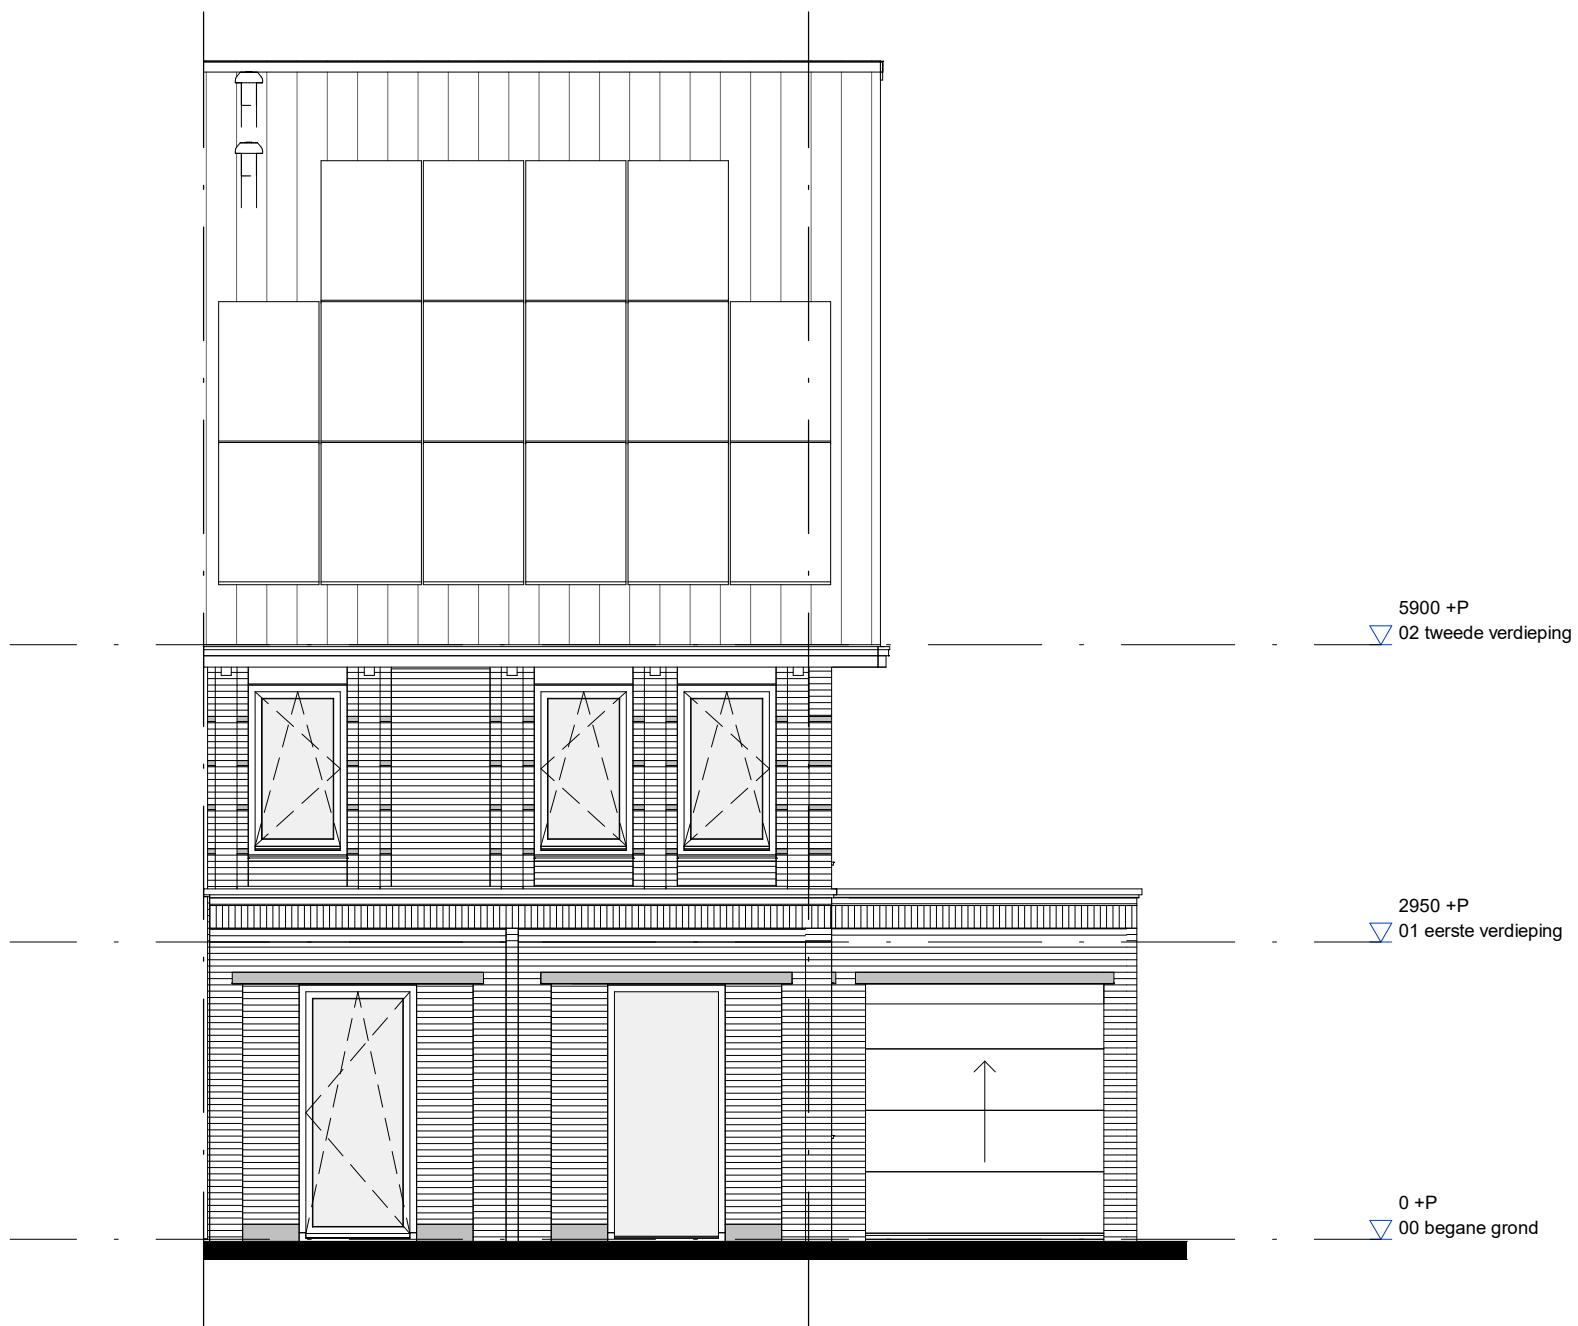 5900 +P
02 tweede verdieping
2950 +P
01 eerste verdieping
0 +P
00 begane grond